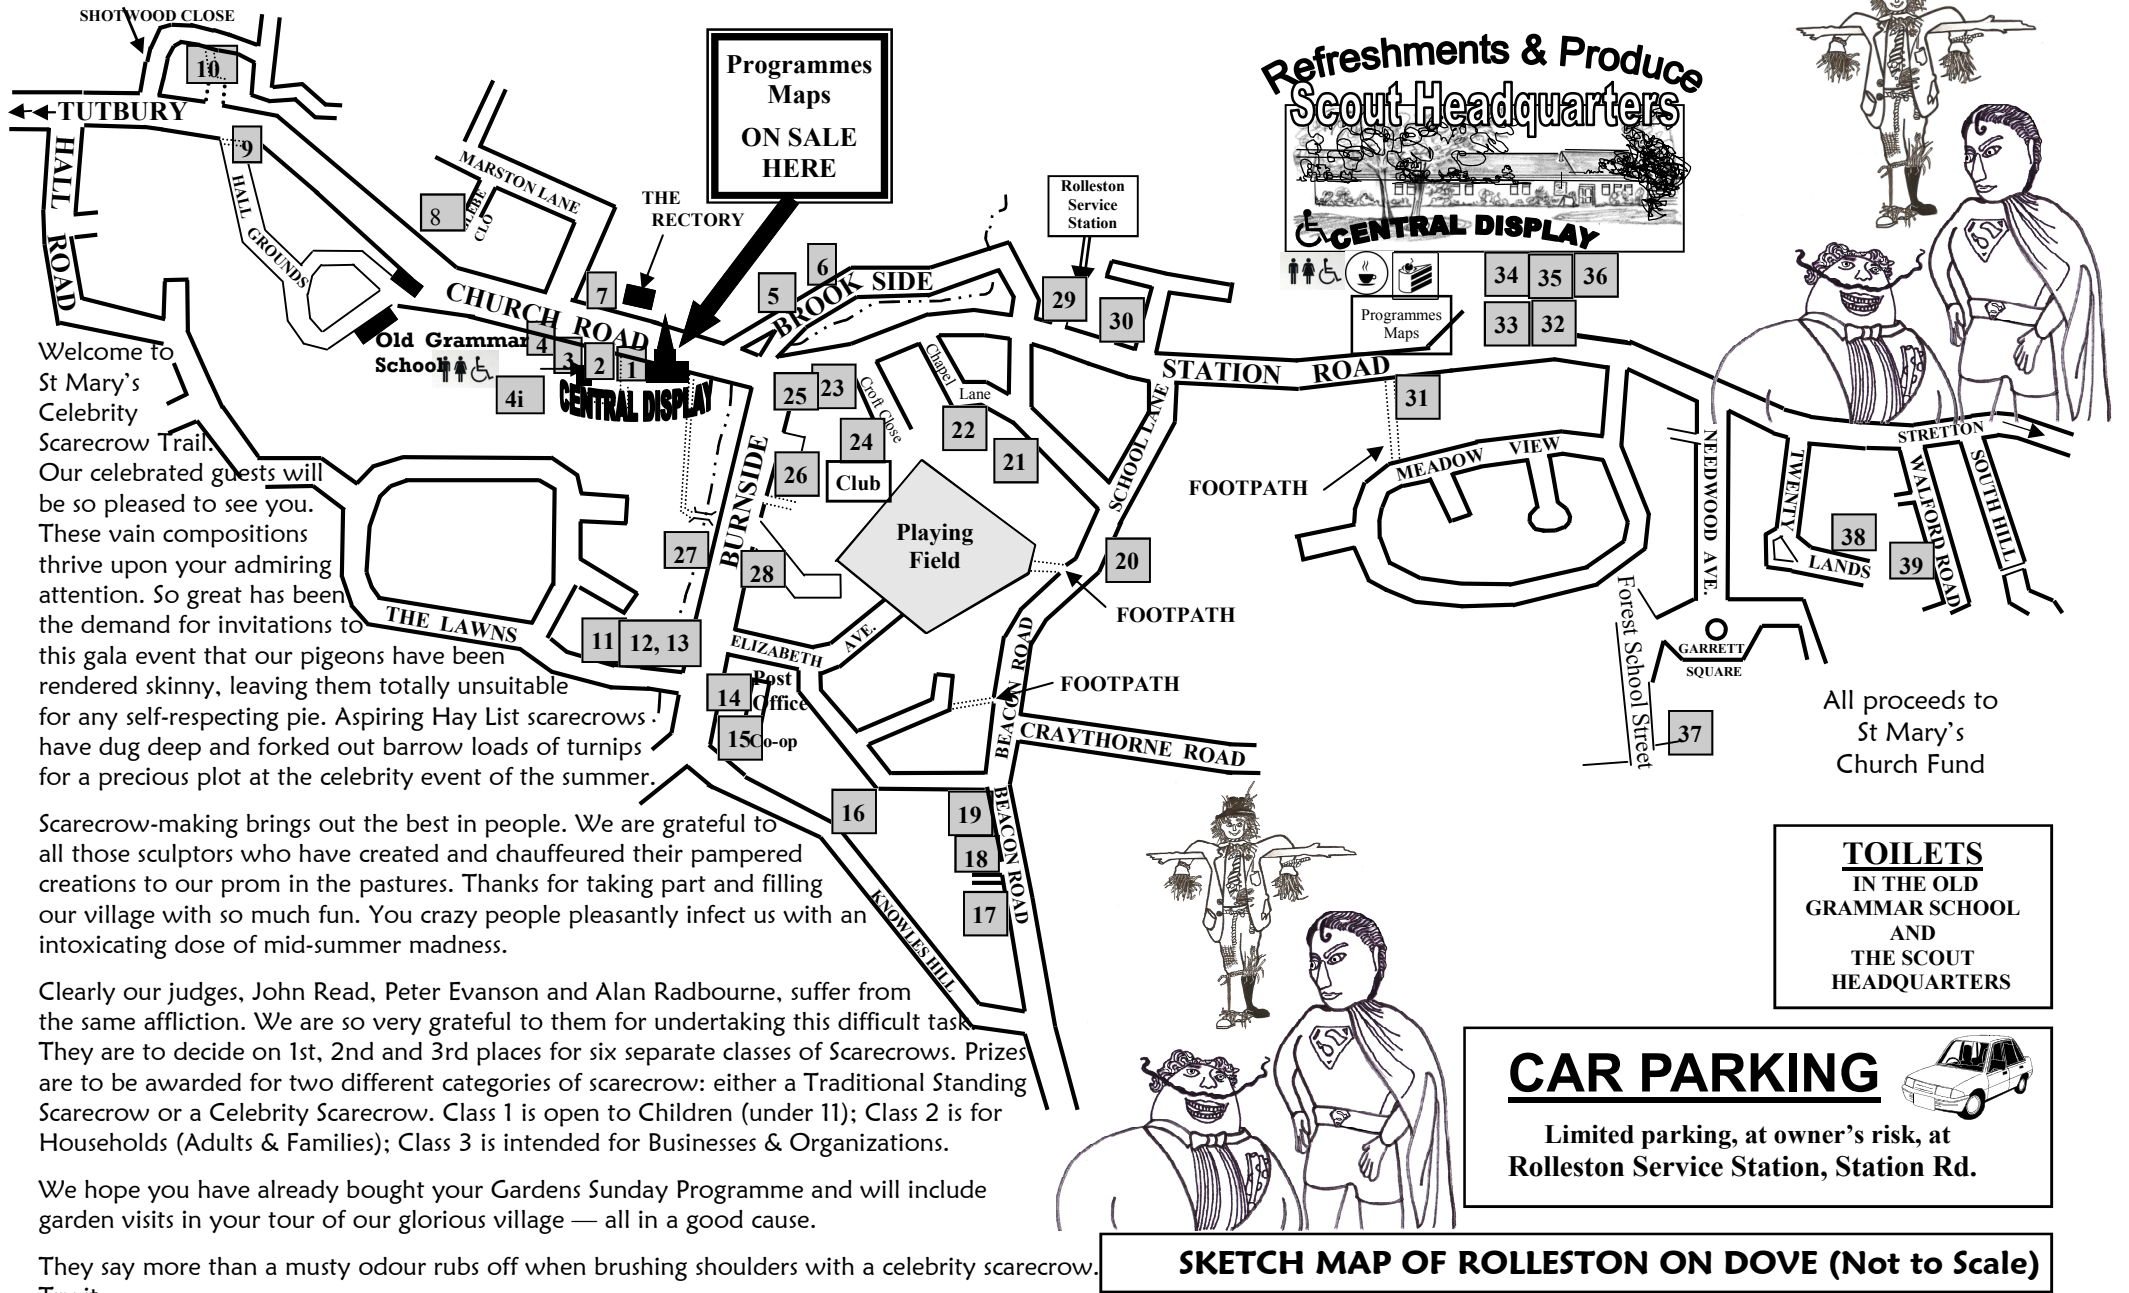 SHOTWOOD CLOSE
10
TUTBURY
HALL ROAD
9
HALL GROUNDS
8
MARSTON LANE
CLO
THE
RECTORY
7
CHURCH ROAD
Programmes
Maps
ON SALE
HERE
Old Grammar
School
4
3
2
1
4i
CENTRAL DISPLAY
5
6
BROOK SIDE
Rolleston
Service
Station
29
30
Refreshments & Produce
Scout Headquarters
CENTRAL DISPLAY
34
35
36
33
32
Programmes
Maps
STATION ROAD
31
25
23
Croft Close
Chapel
Lane
24
22
21
26
Club
SCHOOL LANE
BURNSIDE
27
28
Playing
Field
20
FOOTPATH
FOOTPATH
MEADOW VIEW
NEEDWOOD AVE.
TWENTY
LANDS
STRETTON
WALFORD ROAD
SOUTH HILL
38
39
Forest School Street
GARRETT
SQUARE
37
THE LAWNS
11
12, 13
ELIZABETH AVE.
14
Post
Office
15
Co-op
FOOTPATH
BEACON ROAD
CRAYTHORNE ROAD
16
19
18
17
BEACON ROAD
KNOWLES HILL
Welcome to
St Mary's
Celebrity
Scarecrow Trail.
Our celebrated guests will
be so pleased to see you.
These vain compositions
thrive upon your admiring
attention. So great has been
the demand for invitations to
this gala event that our pigeons have been
rendered skinny, leaving them totally unsuitable
for any self-respecting pie. Aspiring Hay List scarecrows
have dug deep and forked out barrow loads of turnips
for a precious plot at the celebrity event of the summer.
Scarecrow-making brings out the best in people. We are grateful to
all those sculptors who have created and chauffeured their pampered
creations to our prom in the pastures. Thanks for taking part and filling
our village with so much fun. You crazy people pleasantly infect us with an
intoxicating dose of mid-summer madness.
Clearly our judges, John Read, Peter Evanson and Alan Radbourne, suffer from
the same affliction. We are so very grateful to them for undertaking this difficult task.
They are to decide on 1st, 2nd and 3rd places for six separate classes of Scarecrows. Prizes
are to be awarded for two different categories of scarecrow: either a Traditional Standing
Scarecrow or a Celebrity Scarecrow. Class 1 is open to Children (under 11); Class 2 is for
Households (Adults & Families); Class 3 is intended for Businesses & Organizations.
We hope you have already bought your Gardens Sunday Programme and will include
garden visits in your tour of our glorious village — all in a good cause.
They say more than a musty odour rubs off when brushing shoulders with a celebrity scarecrow.
All proceeds to
St Mary's
Church Fund
TOILETS
IN THE OLD
GRAMMAR SCHOOL
AND
THE SCOUT
HEADQUARTERS
CAR PARKING
Limited parking, at owner's risk, at
Rolleston Service Station, Station Rd.
SKETCH MAP OF ROLLESTON ON DOVE (Not to Scale)